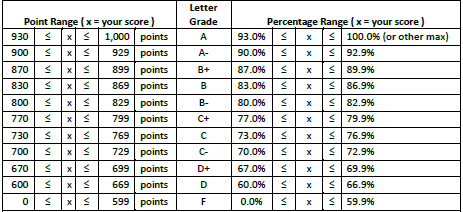 Point Range ( x = your score ) Letter Grade Percentage Range ( x = your score )
930 ≤ x ≤ 1,000 points A 93.0% ≤ x ≤ 100.0% (or other max)
900 ≤ x ≤ 929 points A- 90.0% ≤ x ≤ 92.9%
870 ≤ x ≤ 899 points B+ 87.0% ≤ x ≤ 89.9%
830 ≤ x ≤ 869 points B 83.0% ≤ x ≤ 86.9%
800 ≤ x ≤ 829 points B- 80.0% ≤ x ≤ 82.9%
770 ≤ x ≤ 799 points C+ 77.0% ≤ x ≤ 79.9%
730 ≤ x ≤ 769 points C 73.0% ≤ x ≤ 76.9%
700 ≤ x ≤ 729 points C- 70.0% ≤ x ≤ 72.9%
670 ≤ x ≤ 699 points D+ 67.0% ≤ x ≤ 69.9%
600 ≤ x ≤ 669 points D 60.0% ≤ x ≤ 66.9%
0 ≤ x ≤ 599 points F 0.0% ≤ x ≤ 59.9%